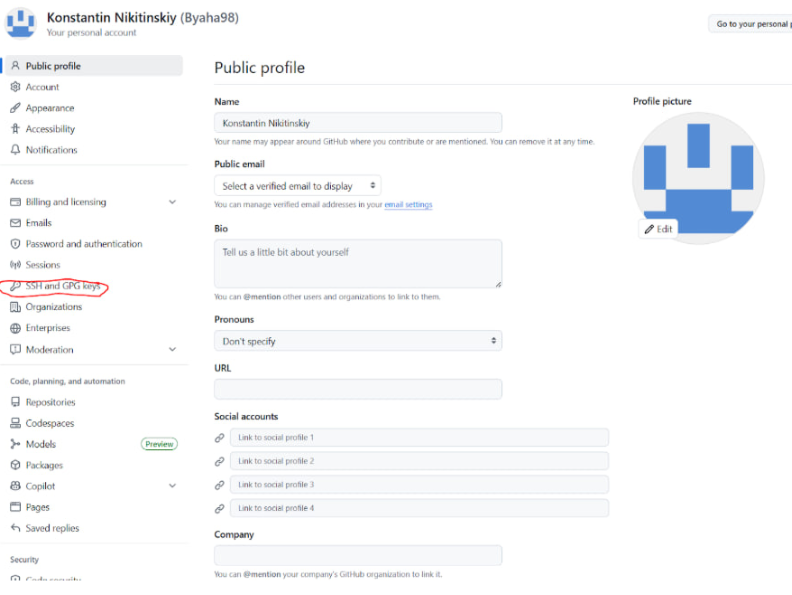 Konstantin Nikitinskiy (Byaha98)
Your personal account
Go to your personal
Public profile
Account
Appearance
Accessibility
Notifications
Access
Billing and licensing
Emails
Password and authentication
Sessions
SSH and GPG keys
Organizations
Enterprises
Moderation
Code, planning, and automation
Repositories
Codespaces
Models
Preview
Packages
Copilot
Pages
Saved replies
Security
Code security
Public profile
Name
Konstantin Nikitinskiy
Your name may appear around GitHub where you contribute or are mentioned. You can remove it at any time.
Public email
Select a verified email to display
You can manage verified email addresses in your email settings
Bio
Tell us a little bit about yourself
You can @mention other users and organizations to link to them.
Pronouns
Don't specify
URL
Social accounts
Link to social profile 1
Link to social profile 2
Link to social profile 3
Link to social profile 4
Company
You can @mention your company's GitHub organization to link it.
Profile picture
Edit